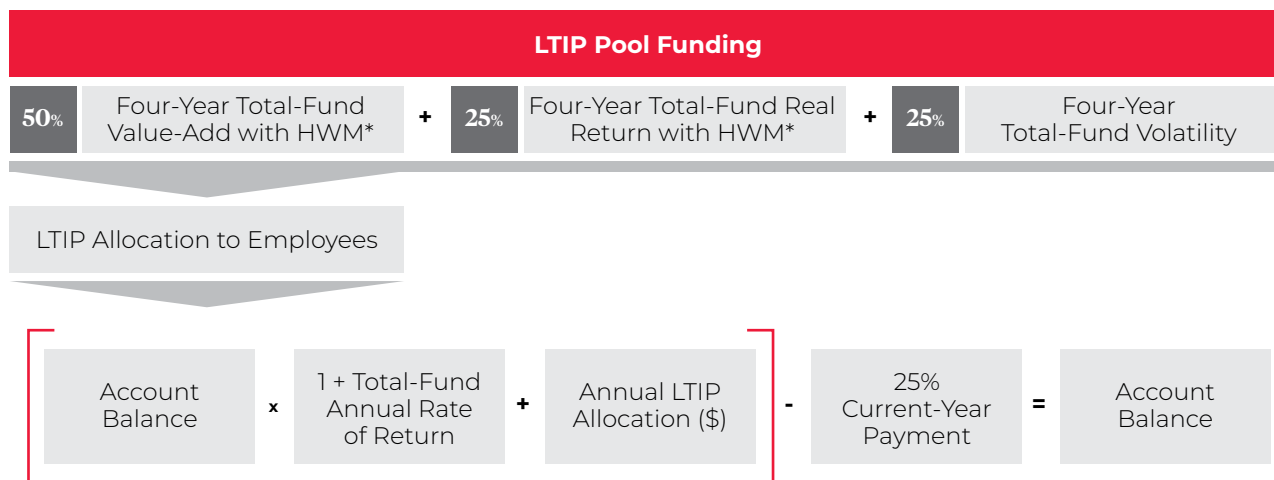 LTIP Pool Funding
50% Four-Year Total-Fund
Value-Add with HWM* + 25% Four-Year Total-Fund Real
Return with HWM* + 25% Four-Year
Total-Fund Volatility
LTIP Allocation to Employees
Account
Balance
x
1 + Total-Fund
Annual Rate
of Return
+
Annual LTIP
Allocation ($)
-
25%
Current-Year
Payment
=
Account
Balance